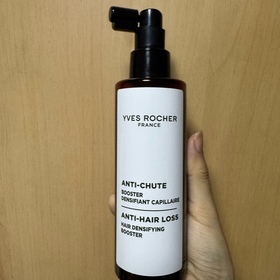 YVES ROCHER
FRANCE
ANTI-CHUTE
BOOSTER
DENSIFIANT CAPILLAIRE
ANTI-HAIR LOSS
HAIR DENSIFYING
BOOSTER